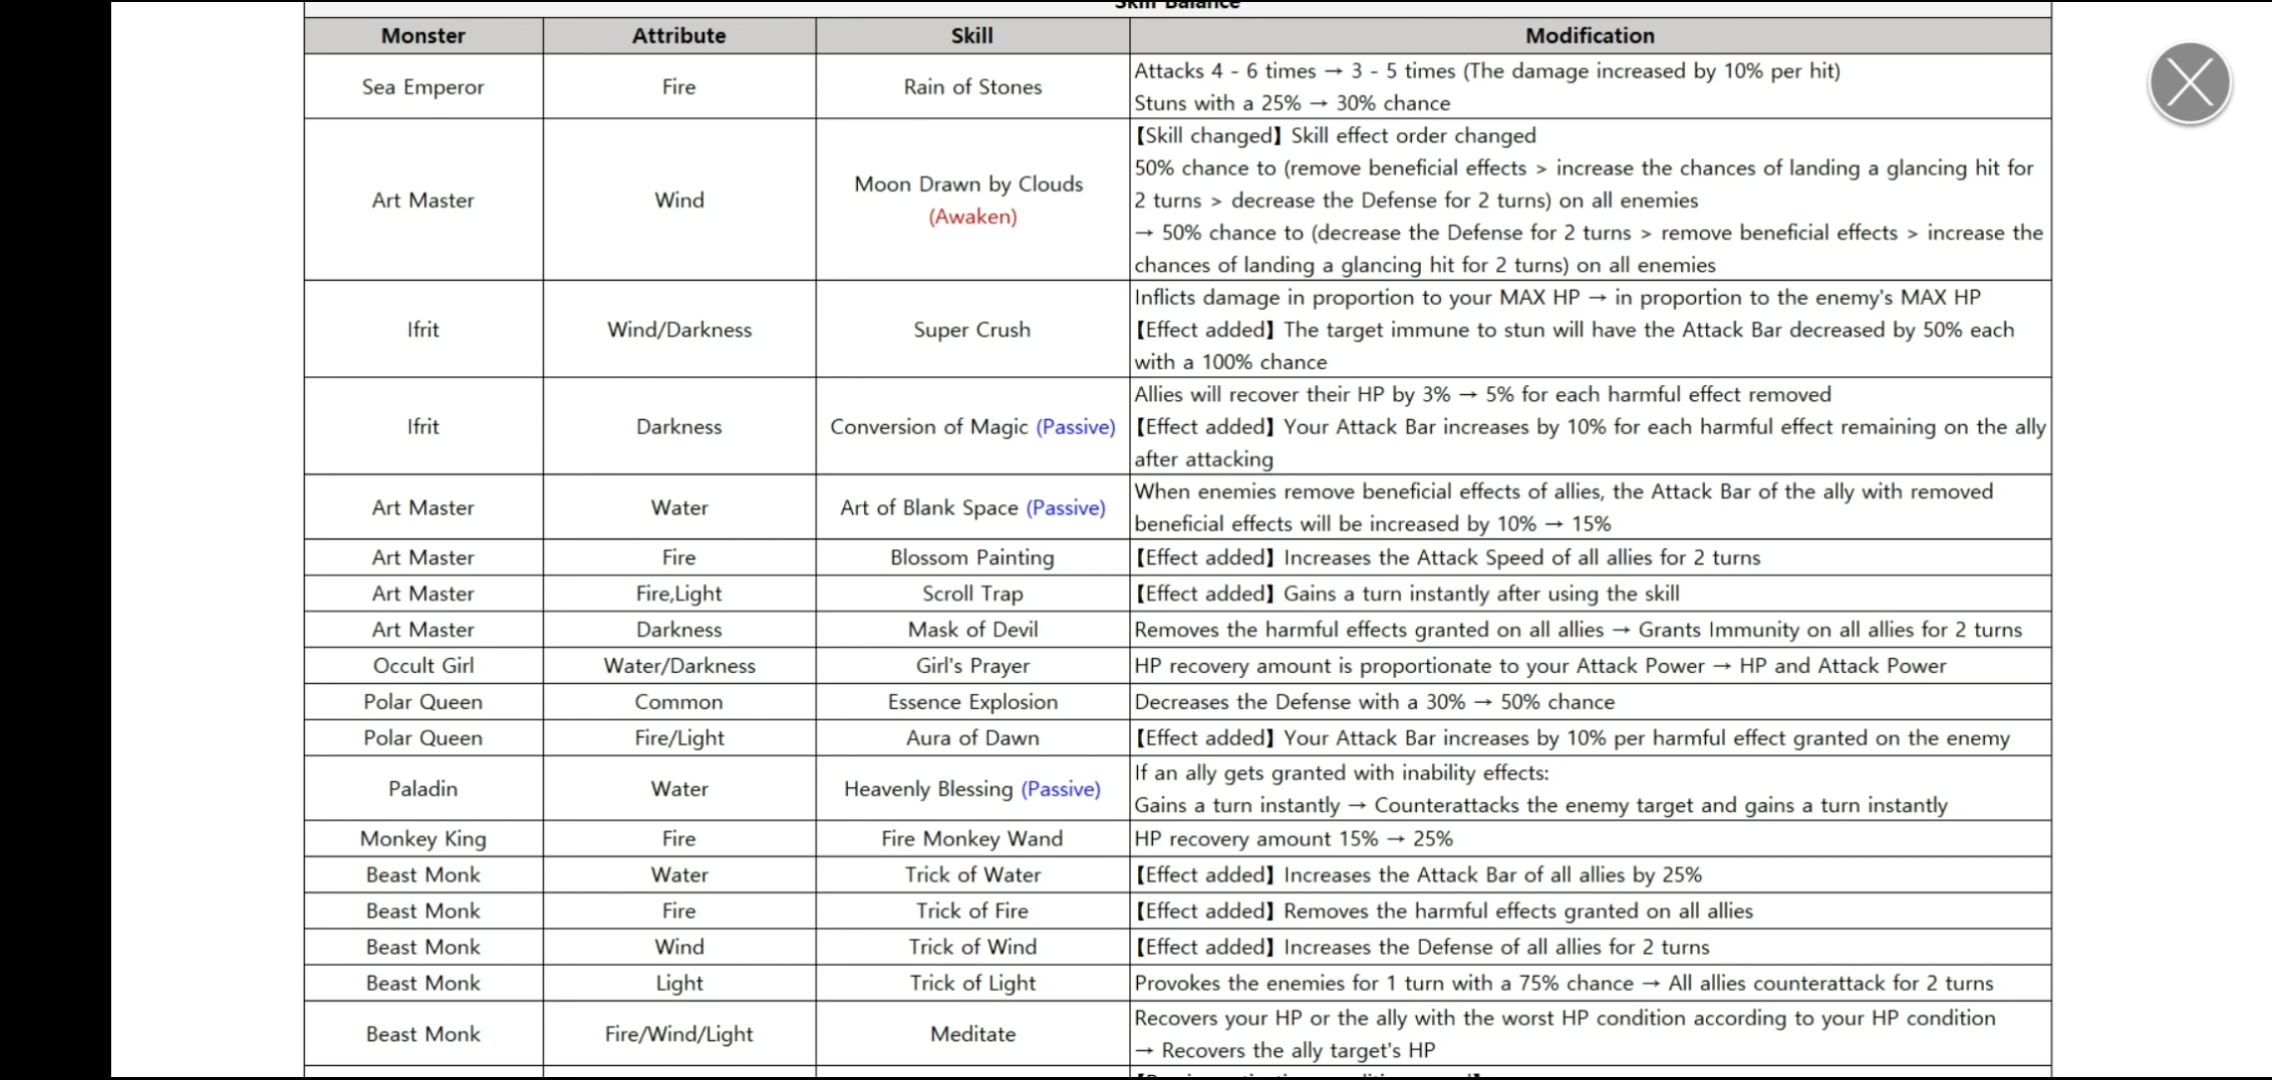 Skill Balance
Monster Attribute Skill Modification
Sea Emperor Fire Rain of Stones Attacks 4 - 6 times → 3 - 5 times (The damage increased by 10% per hit)
Stuns with a 25% → 30% chance
Art Master Wind Moon Drawn by Clouds
(Awaken)
【Skill changed】 Skill effect order changed
50% chance to (remove beneficial effects > increase the chances of landing a glancing hit for
2 turns > decrease the Defense for 2 turns) on all enemies
→ 50% chance to (decrease the Defense for 2 turns > remove beneficial effects > increase the
chances of landing a glancing hit for 2 turns) on all enemies
Ifrit Wind/Darkness Super Crush Inflicts damage in proportion to your MAX HP → in proportion to the enemy's MAX HP
【Effect added】 The target immune to stun will have the Attack Bar decreased by 50% each
with a 100% chance
Ifrit Darkness Conversion of Magic (Passive) Allies will recover their HP by 3% → 5% for each harmful effect removed
【Effect added】 Your Attack Bar increases by 10% for each harmful effect remaining on the ally
after attacking
Art Master Water Art of Blank Space (Passive) When enemies remove beneficial effects of allies, the Attack Bar of the ally with removed
beneficial effects will be increased by 10% → 15%
Art Master Fire Blossom Painting 【Effect added】 Increases the Attack Speed of all allies for 2 turns
Art Master Fire,Light Scroll Trap 【Effect added】 Gains a turn instantly after using the skill
Art Master Darkness Mask of Devil Removes the harmful effects granted on all allies → Grants Immunity on all allies for 2 turns
Occult Girl Water/Darkness Girl's Prayer HP recovery amount is proportionate to your Attack Power → HP and Attack Power
Polar Queen Common Essence Explosion Decreases the Defense with a 30% → 50% chance
Polar Queen Fire/Light Aura of Dawn 【Effect added】 Your Attack Bar increases by 10% per harmful effect granted on the enemy
Paladin Water Heavenly Blessing (Passive) If an ally gets granted with inability effects:
Gains a turn instantly → Counterattacks the enemy target and gains a turn instantly
Monkey King Fire Fire Monkey Wand HP recovery amount 15% → 25%
Beast Monk Water Trick of Water 【Effect added】 Increases the Attack Bar of all allies by 25%
Beast Monk Fire Trick of Fire 【Effect added】 Removes the harmful effects granted on all allies
Beast Monk Wind Trick of Wind 【Effect added】 Increases the Defense of all allies for 2 turns
Beast Monk Light Trick of Light Provokes the enemies for 1 turn with a 75% chance → All allies counterattack for 2 turns
Beast Monk Fire/Wind/Light Meditate Recovers your HP or the ally with the worst HP condition according to your HP condition
→ Recovers the ally target's HP